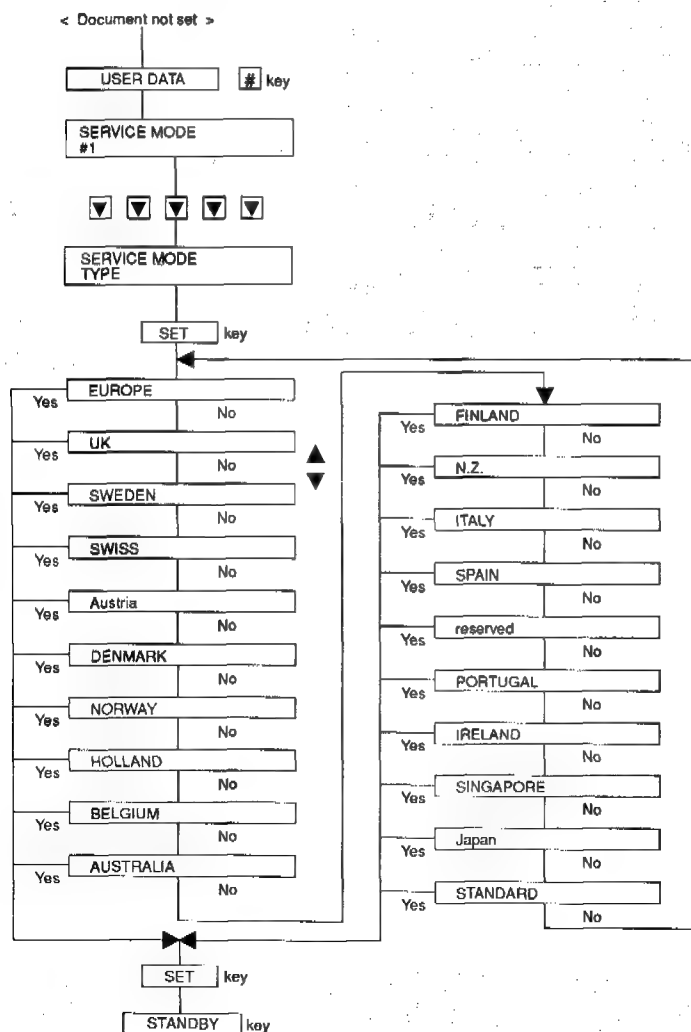 < Document not set >
USER DATA
# key
SERVICE MODE
#1
▼ ▼ ▼ ▼ ▼
SERVICE MODE
TYPE
SET key
EUROPE
Yes
No
UK
Yes
No
▲
▼
SWEDEN
Yes
No
SWISS
Yes
No
Austria
Yes
No
DENMARK
Yes
No
NORWAY
Yes
No
HOLLAND
Yes
No
BELGIUM
Yes
No
AUSTRALIA
Yes
No
FINLAND
Yes
No
N.Z.
Yes
No
ITALY
Yes
No
SPAIN
Yes
No
reserved
Yes
No
PORTUGAL
Yes
No
IRELAND
Yes
No
SINGAPORE
Yes
No
Japan
Yes
No
STANDARD
Yes
No
SET key
STANDBY key